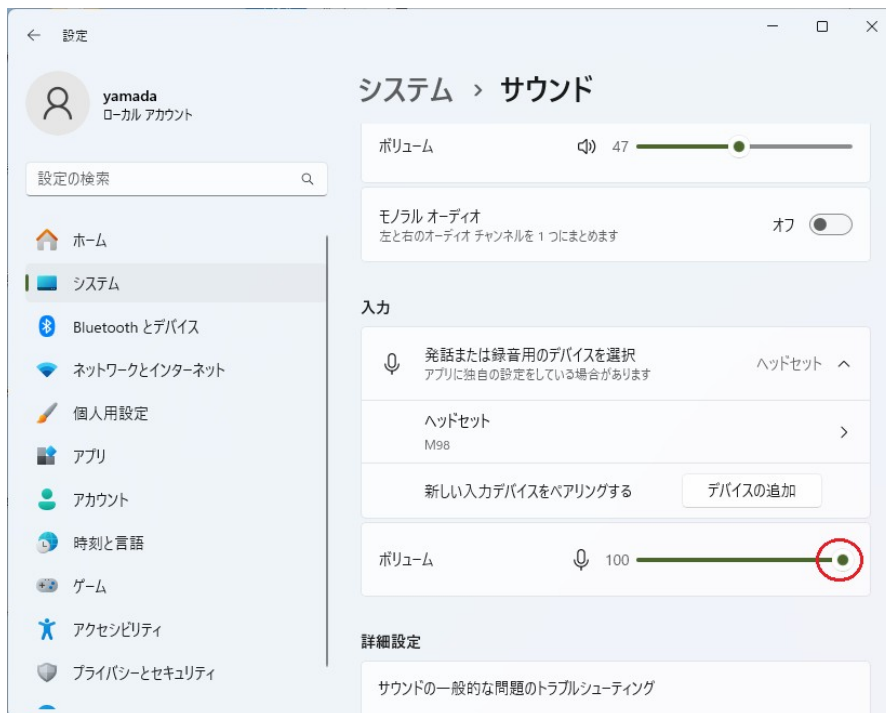 設定
yamada
ローカル アカウント
設定の検索
ホーム
システム
Bluetooth とデバイス
ネットワークとインターネット
個人用設定
アプリ
アカウント
時刻と言語
ゲーム
アクセシビリティ
プライバシーとセキュリティ
システム › サウンド
ボリューム 47
モノラル オーディオ オフ
左と右のオーディオ チャンネルを 1 つにまとめます
入力
発話または録音用のデバイスを選択 ヘッドセット
アプリに独自の設定をしている場合があります
ヘッドセット
M98
新しい入力デバイスをペアリングする デバイスの追加
ボリューム 100
詳細設定
サウンドの一般的な問題のトラブルシューティング